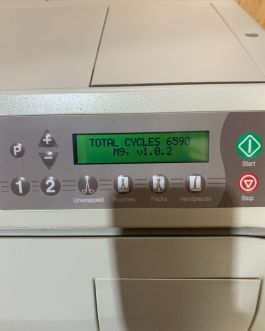 TOTAL CYCLES 6590
M9, v1.0.2
P
+
-
1 2
Unwrapped Pouches Packs Handpieces
Start
Stop